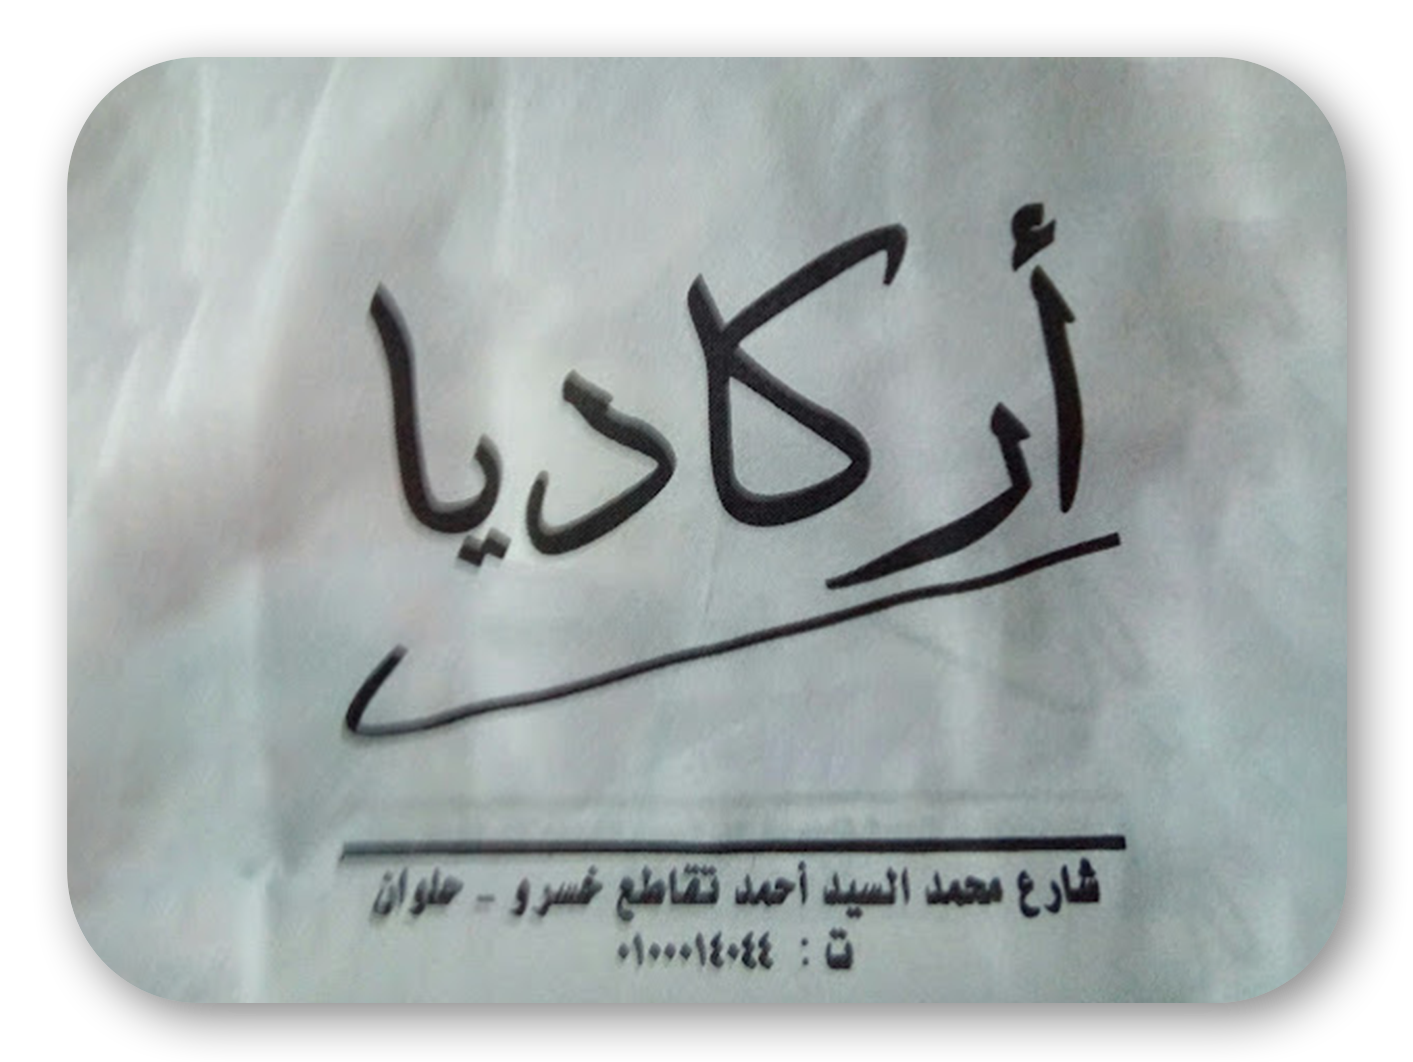 أركاديا
شارع محمد السيد أحمد تقاطع خسرو - حلوان
ت : ٠١٠٠٠١٤٠٤٤